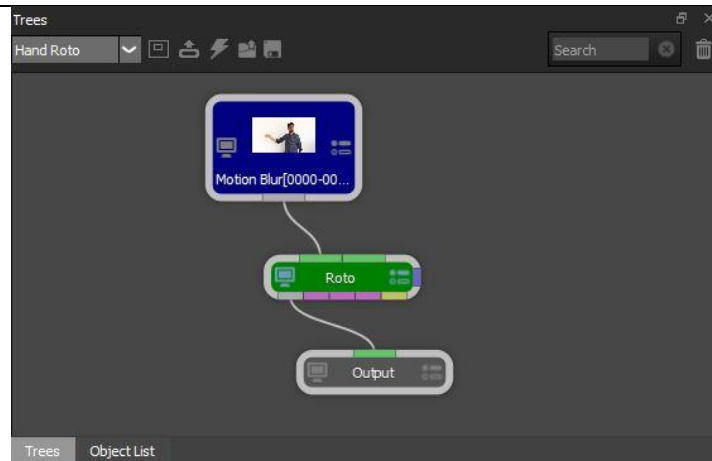 Trees
Hand Roto
Search
Motion Blur[0000-00...
Roto
Output
Trees
Object List